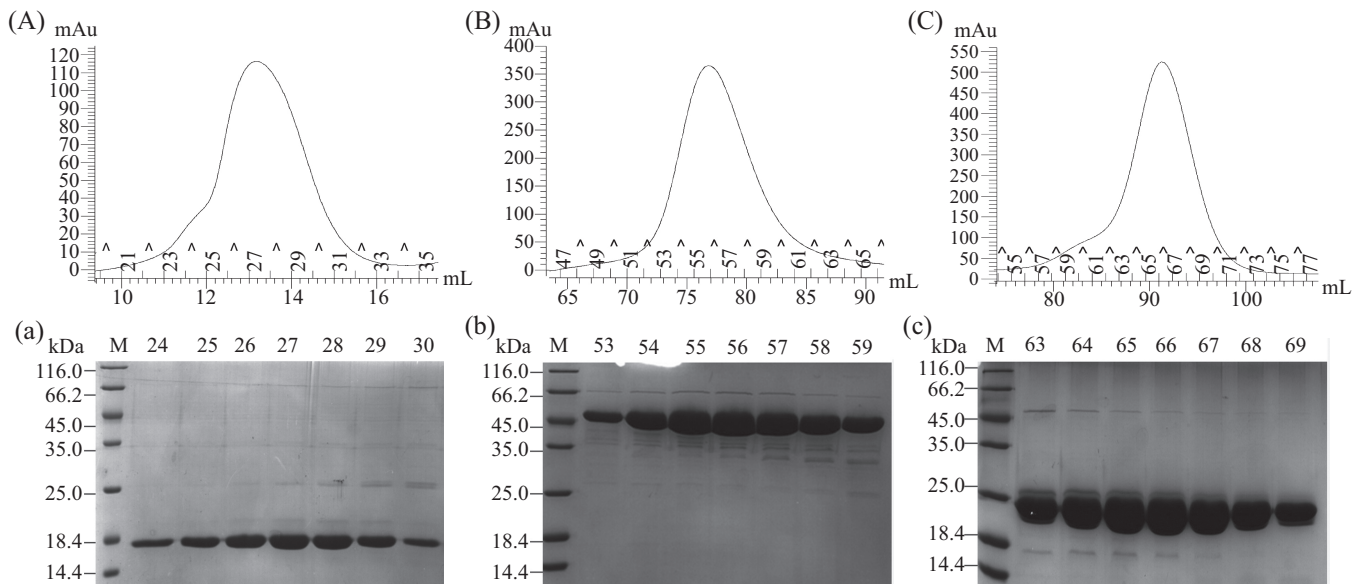 (A)
mAu
120
110
100
90
80
70
60
50
40
30
20
10
0
^ ^ ^ ^ ^ ^ ^ ^
21 23 25 27 29 31 33 35
10 12 14 16 mL
(B)
mAu
400
350
300
250
200
150
100
50
0
^ ^ ^ ^ ^ ^ ^ ^ ^ ^
47 49 51 53 55 57 59 61 63 65
65 70 75 80 85 90 mL
(C)
mAu
550
500
450
400
350
300
250
200
150
100
50
0
^ ^ ^ ^ ^ ^ ^ ^ ^ ^ ^ ^
55 57 59 61 63 65 67 69 71 73 75 77
80 90 100 mL
(a)
kDa M 24 25 26 27 28 29 30
116.0
66.2
45.0
35.0
25.0
18.4
14.4
(b)
kDa M 53 54 55 56 57 58 59
116.0
66.2
45.0
35.0
25.0
18.4
14.4
(c)
kDa M 63 64 65 66 67 68 69
116.0
66.2
45.0
35.0
25.0
18.4
14.4